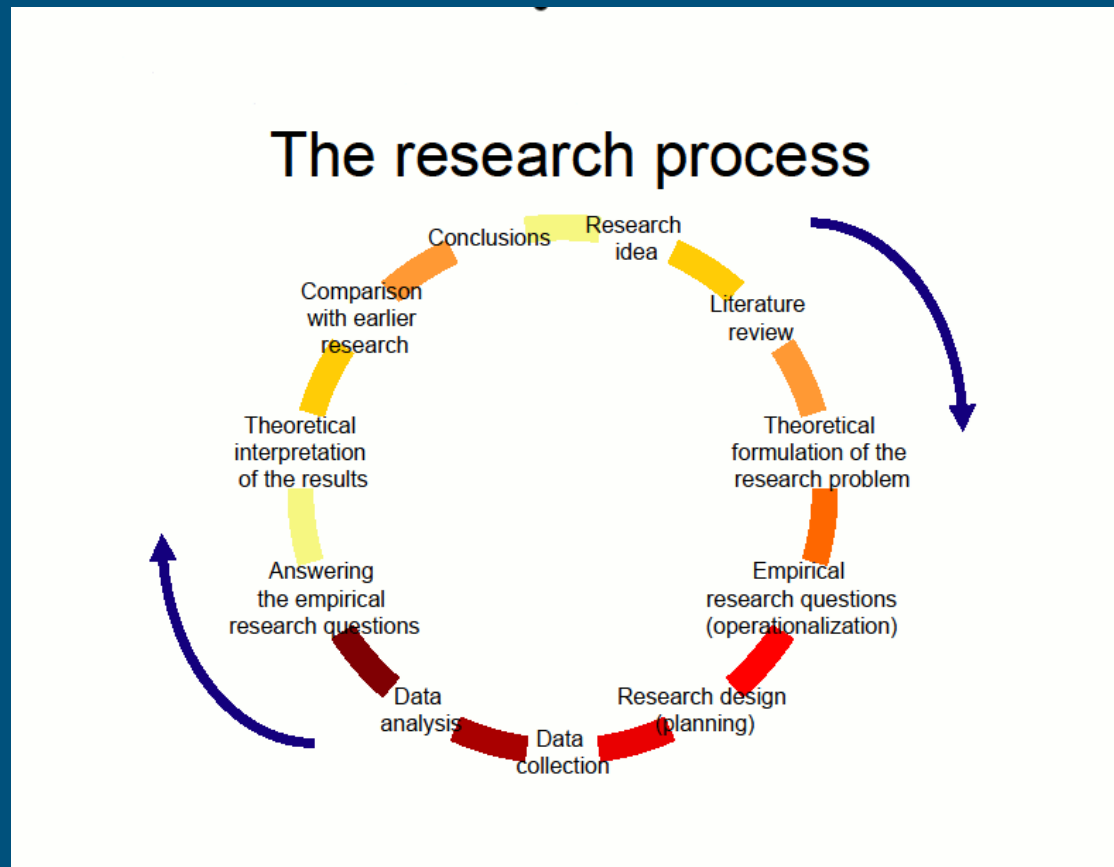 The research process
Research
idea
Literature
review
Theoretical
formulation of the
research problem
Empirical
research questions
(operationalization)
Research design
(planning)
Data
collection
Data
analysis
Answering
the empirical
research questions
Theoretical
interpretation
of the results
Comparison
with earlier
research
Conclusions